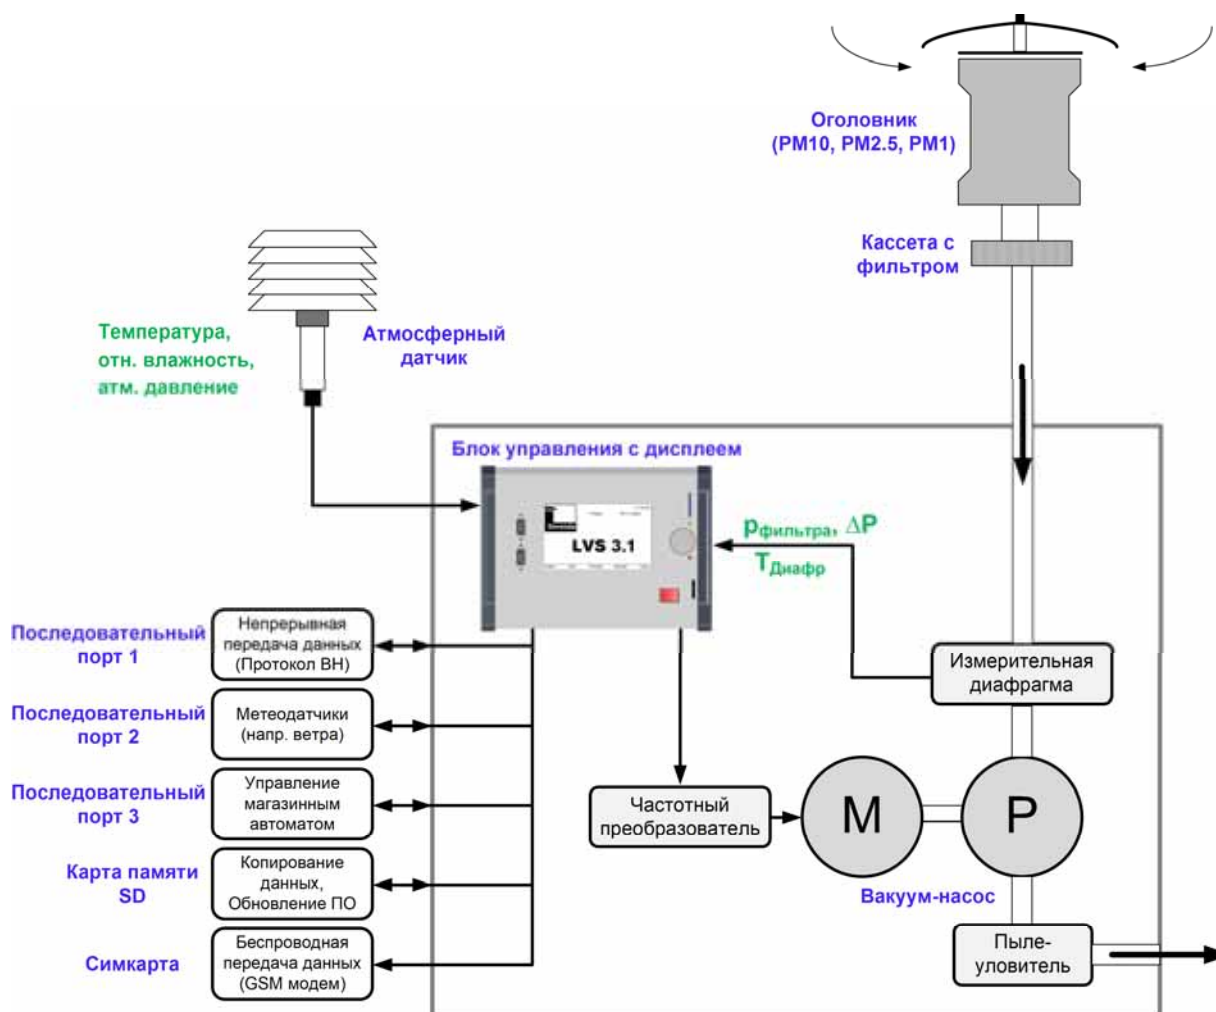 Оголовник
(PM10, PM2.5, PM1)
Кассета с
фильтром
Температура,
отн. влажность,
атм. давление
Атмосферный
датчик
Блок управления с дисплеем
LVS 3.1
pфильтра, ΔP
TДиафр
Последовательный
порт 1
Непрерывная
передача данных
(Протокол BH)
Последовательный
порт 2
Метеодатчики
(напр. ветра)
Последовательный
порт 3
Управление
магазинным
автоматом
Карта памяти
SD
Копирование
данных,
Обновление ПО
Симкарта
Беспроводная
передача данных
(GSM модем)
Измерительная
диафрагма
Частотный
преобразователь
M
P
Вакуум-насос
Пыле-
уловитель